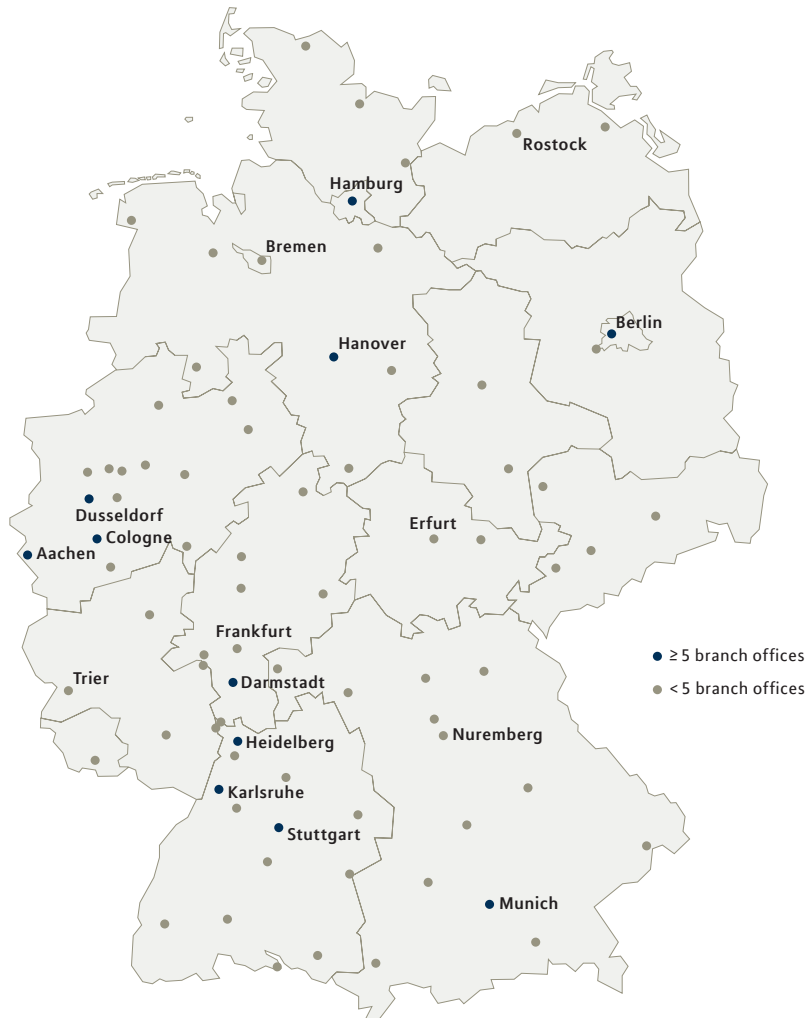 Rostock
Hamburg
Bremen
Berlin
Hanover
Dusseldorf
Erfurt
Cologne
Aachen
Frankfurt
≥ 5 branch offices
Trier
Darmstadt
< 5 branch offices
Nuremberg
Heidelberg
Karlsruhe
Stuttgart
Munich